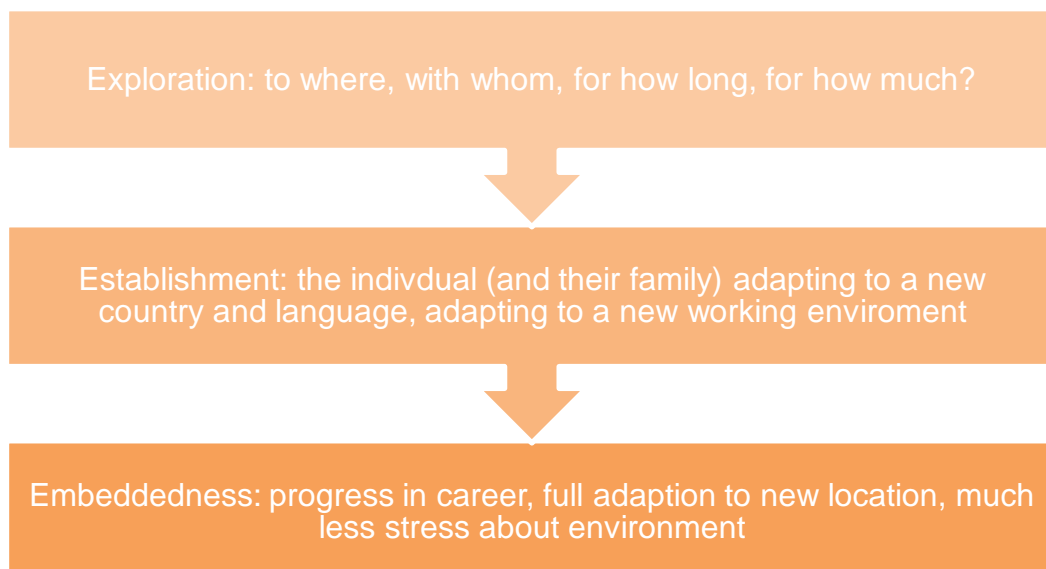 Exploration: to where, with whom, for how long, for how much?
Establishment: the indivdual (and their family) adapting to a new
country and language, adapting to a new working enviroment
Embeddedness: progress in career, full adaption to new location, much
less stress about environment